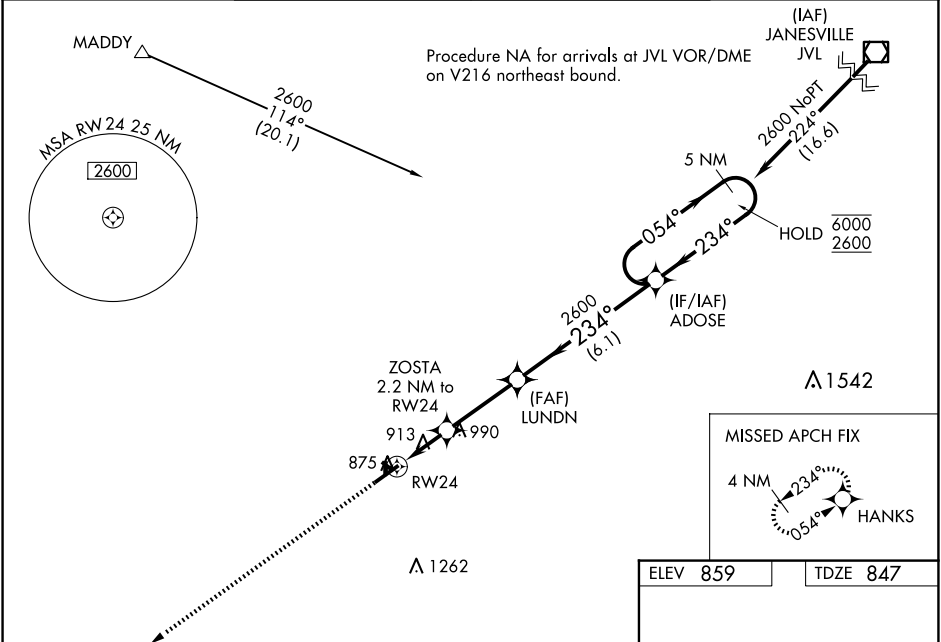 (IAF)
JANESVILLE
JVL
MADDY
Procedure NA for arrivals at JVL VOR/DME
on V216 northeast bound.
2600
114°
(20.1)
2600 NoPT
224°
(16.6)
MSA RW 24 25 NM
2600
5 NM
054°
234°
HOLD
6000
2600
(IF/IAF)
ADOSE
2600
234°
(6.1)
ZOSTA
2.2 NM to
RW24
(FAF)
LUNDN
1542
913
990
875
RW24
MISSED APCH FIX
4 NM
234°
054°
HANKS
1262
ELEV 859
TDZE 847